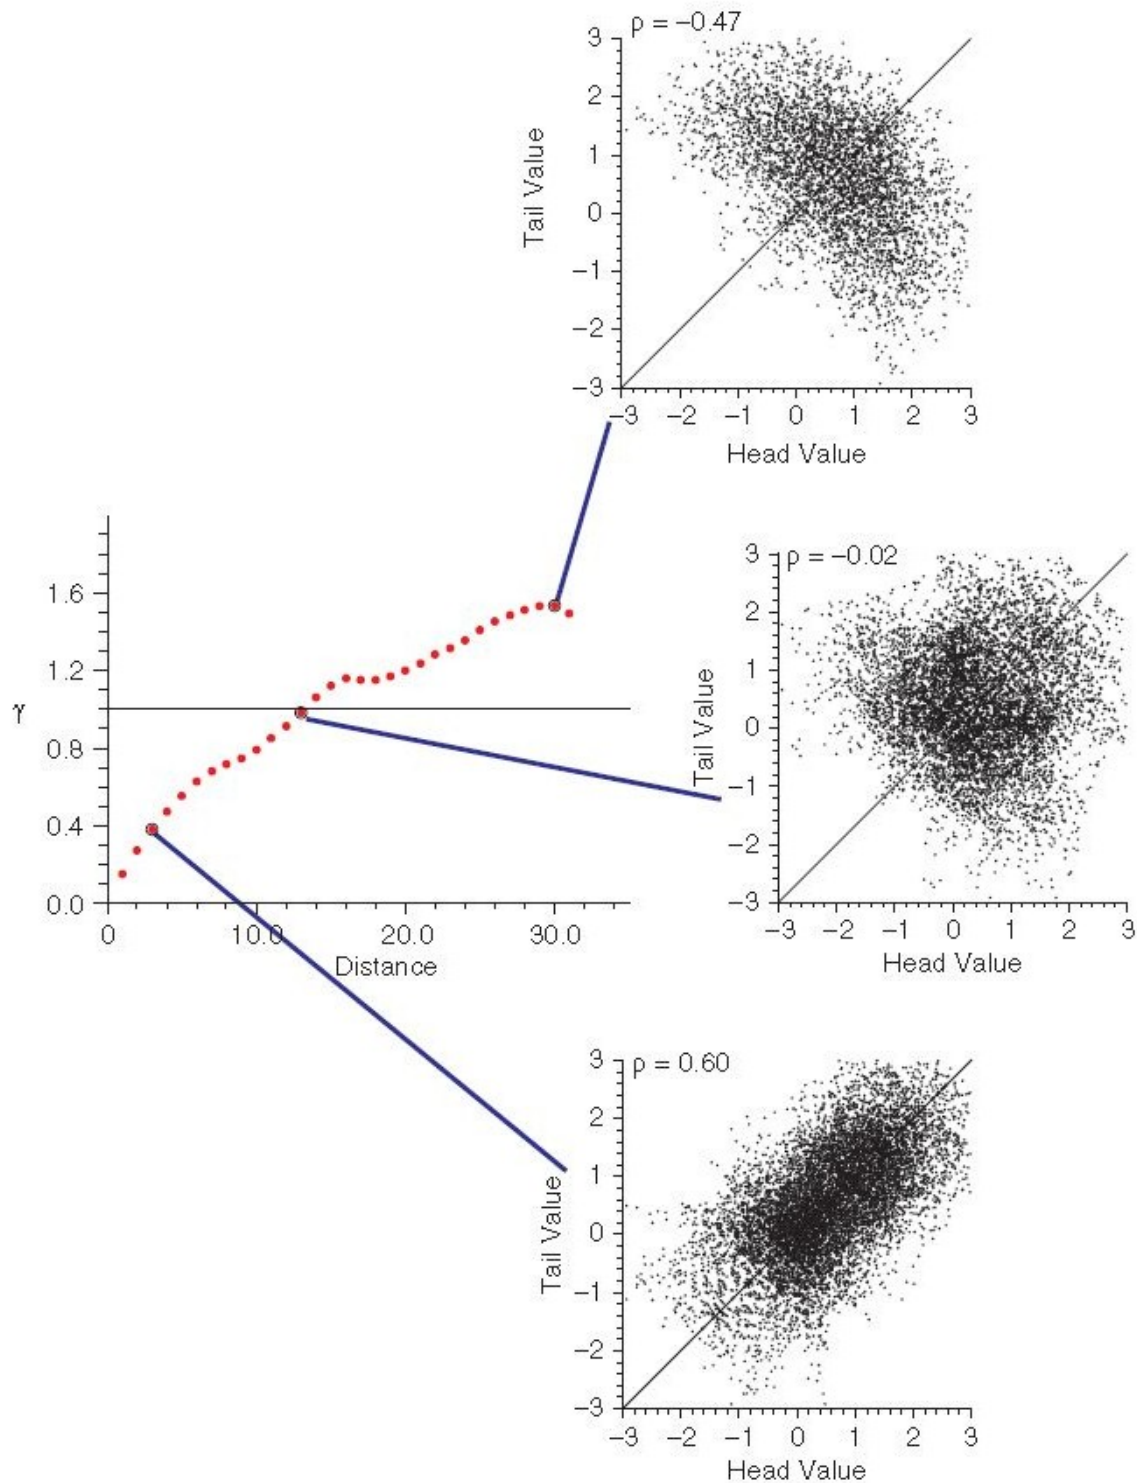 ρ = −0.47
3
2
1
0
−1
−2
−3
Tail Value
−3 −2 −1 0 1 2 3
Head Value
1.6
1.2
0.8
0.4
0.0
γ
0 10.0 20.0 30.0
Distance
ρ = −0.02
3
2
1
0
−1
−2
−3
Tail Value
−3 −2 −1 0 1 2 3
Head Value
ρ = 0.60
3
2
1
0
−1
−2
−3
Tail Value
−3 −2 −1 0 1 2 3
Head Value